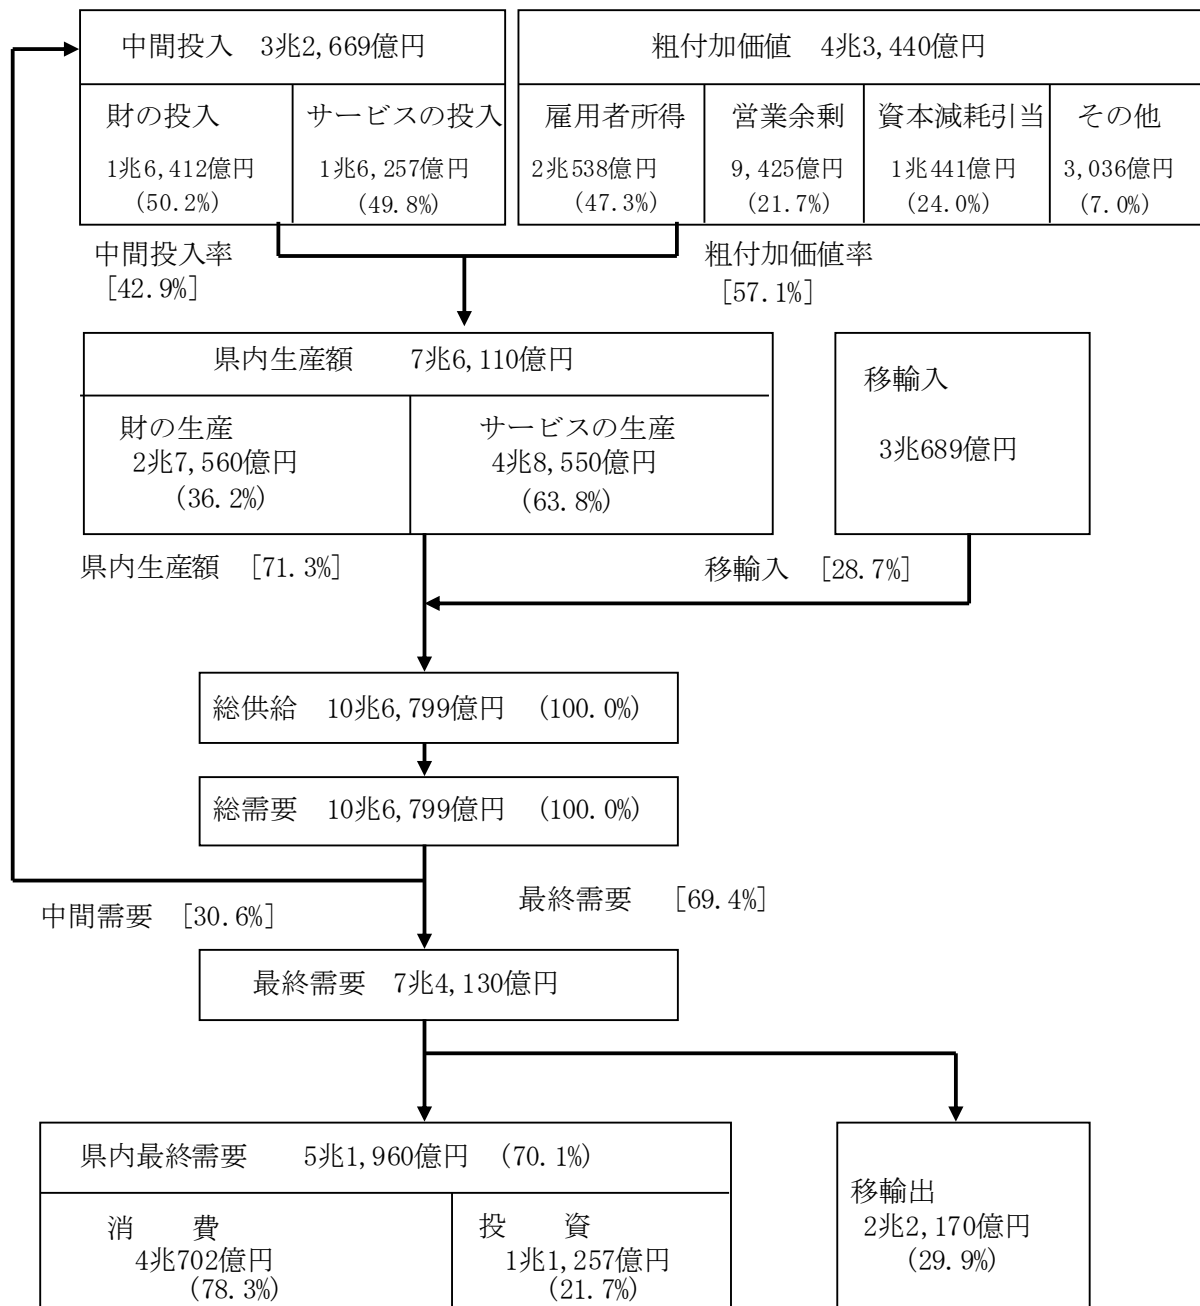 中間投入 3兆2,669億円
粗付加価値 4兆3,440億円
財の投入 サービスの投入 雇用者所得 営業余剰 資本減耗引当 その他
1兆6,412億円 1兆6,257億円 2兆538億円 9,425億円 1兆441億円 3,036億円
(50.2%) (49.8%) (47.3%) (21.7%) (24.0%) (7.0%)
中間投入率 粗付加価値率
[42.9%] [57.1%]
県内生産額 7兆6,110億円
移輸入
財の生産 サービスの生産
2兆7,560億円 4兆8,550億円 3兆689億円
(36.2%) (63.8%)
県内生産額 [71.3%] 移輸入 [28.7%]
総供給 10兆6,799億円 (100.0%)
総需要 10兆6,799億円 (100.0%)
中間需要 [30.6%] 最終需要 [69.4%]
最終需要 7兆4,130億円
県内最終需要 5兆1,960億円 (70.1%)
移輸出
2兆2,170億円
(29.9%)
消 費 投 資
4兆702億円 1兆1,257億円
(78.3%) (21.7%)